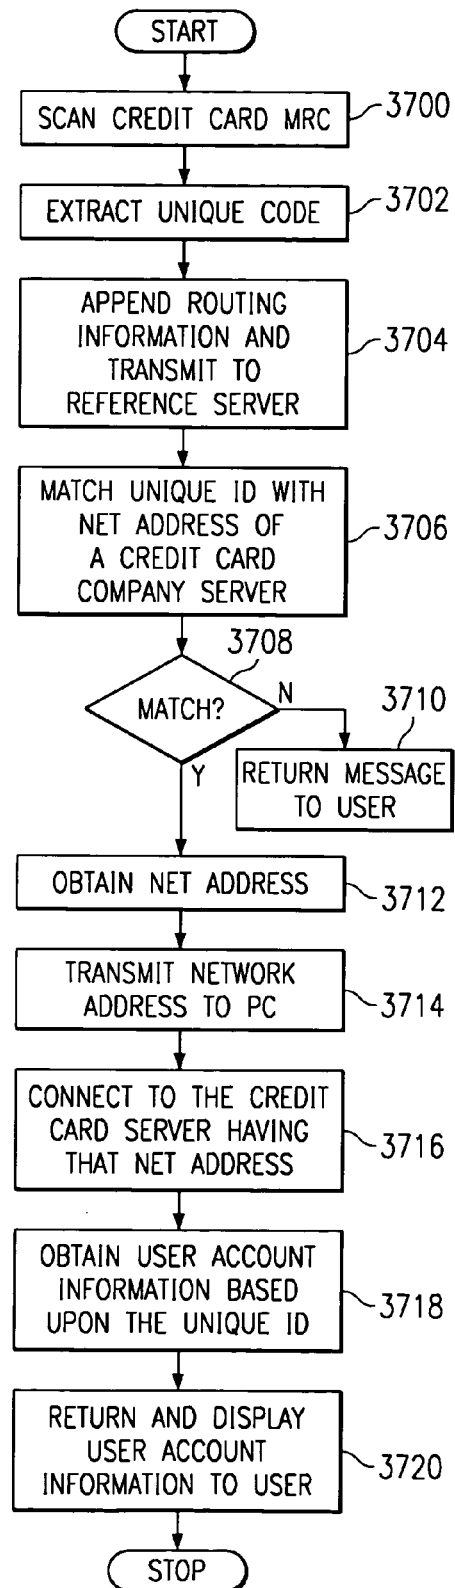 START
SCAN CREDIT CARD MRC
3700
EXTRACT UNIQUE CODE
3702
APPEND ROUTING
INFORMATION AND
TRANSMIT TO
REFERENCE SERVER
3704
MATCH UNIQUE ID WITH
NET ADDRESS OF
A CREDIT CARD
COMPANY SERVER
3706
3708
MATCH?
N
Y
3710
RETURN MESSAGE
TO USER
OBTAIN NET ADDRESS
3712
TRANSMIT NETWORK
ADDRESS TO PC
3714
CONNECT TO THE CREDIT
CARD SERVER HAVING
THAT NET ADDRESS
3716
OBTAIN USER ACCOUNT
INFORMATION BASED
UPON THE UNIQUE ID
3718
RETURN AND DISPLAY
USER ACCOUNT
INFORMATION TO USER
3720
STOP